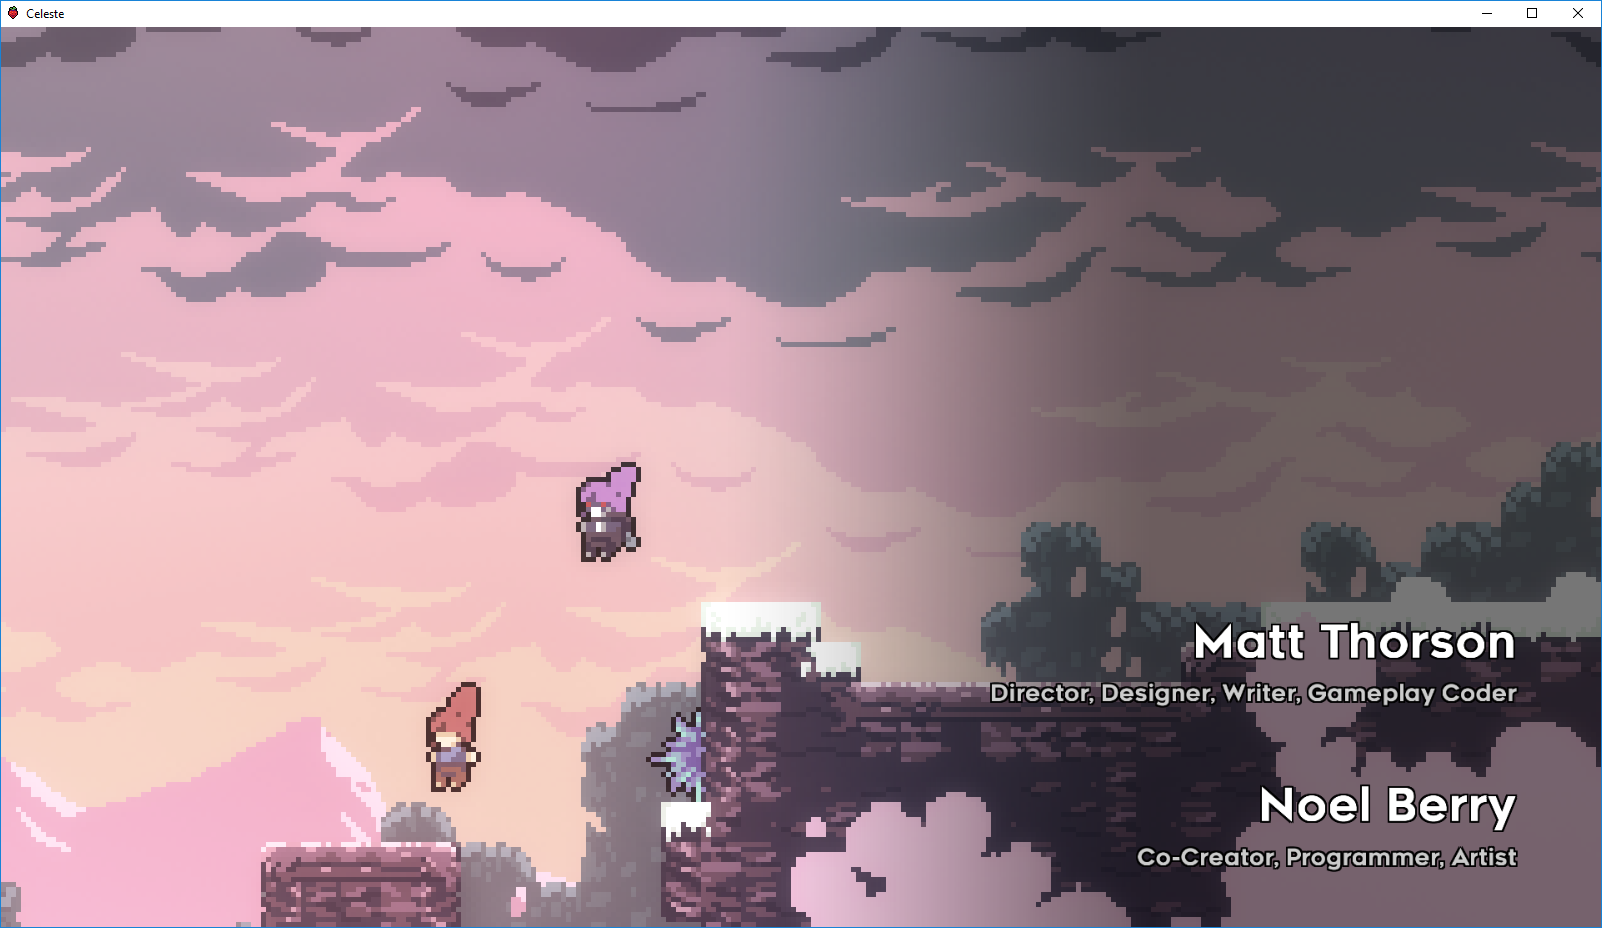 Celeste
Matt Thorson
Director, Designer, Writer, Gameplay Coder
Noel Berry
Co-Creator, Programmer, Artist